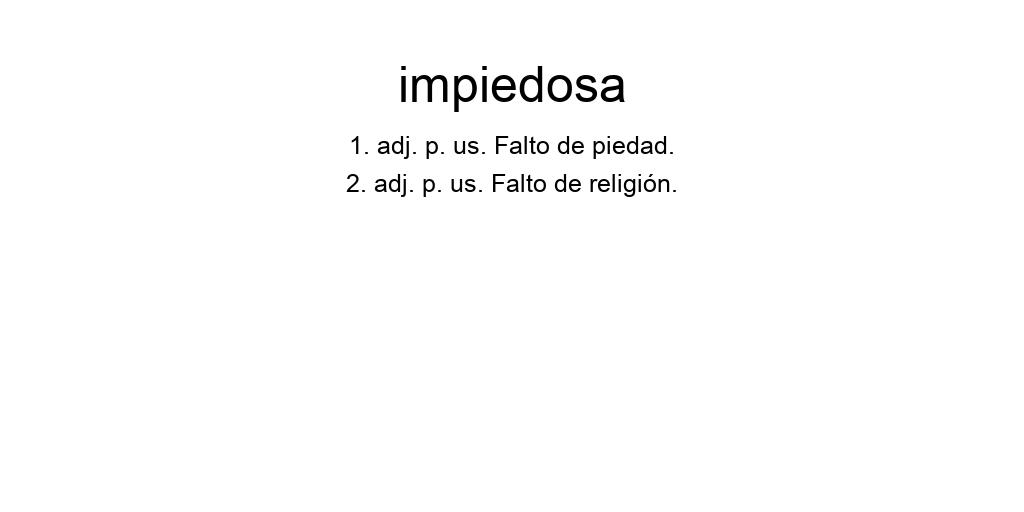 impiedosa
1. adj. p. us. Falto de piedad.
2. adj. p. us. Falto de religión.